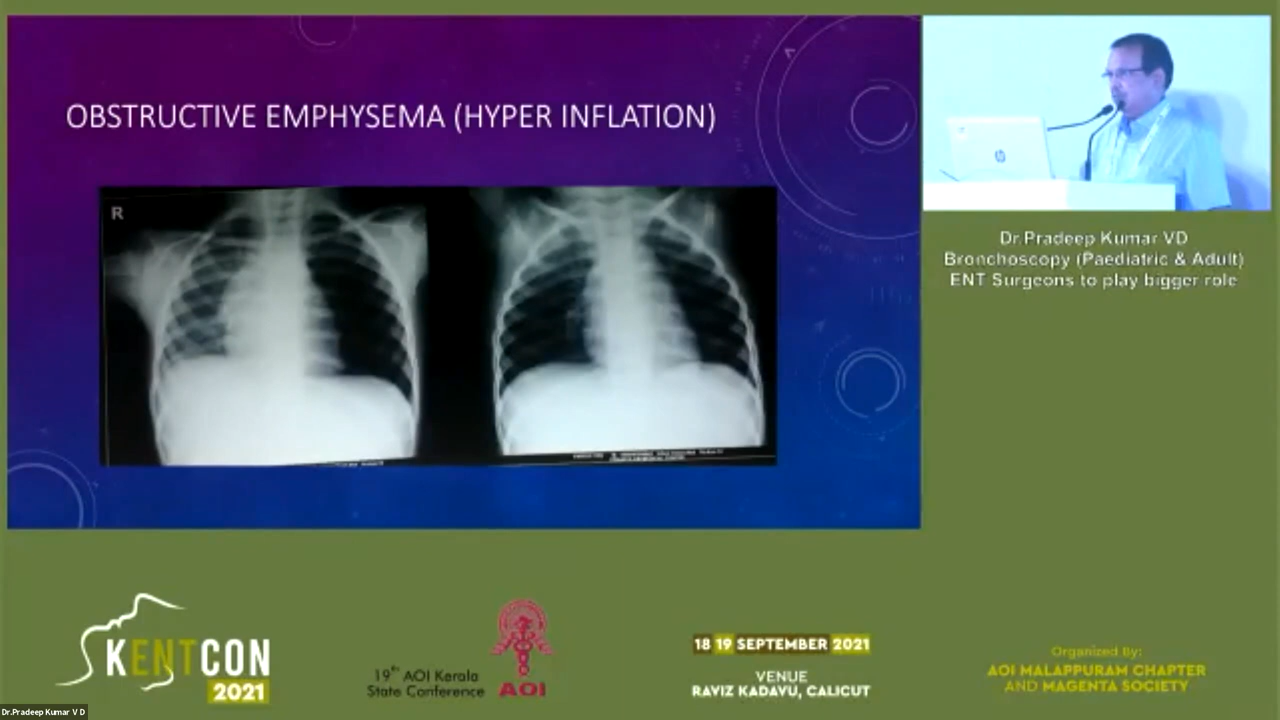 OBSTRUCTIVE EMPHYSEMA (HYPER INFLATION)
R
hp
Dr.Pradeep Kumar VD
Bronchoscopy (Paediatric & Adult)
ENT Surgeons to play bigger role
KENTCON
2021
19th AOI Kerala
State Conference
AOI
18 19 SEPTEMBER 2021
VENUE
RAVIZ KADAVU, CALICUT
Organized By:
AOI MALAPPURAM CHAPTER
AND MAGENTA SOCIETY
Dr.Pradeep Kumar V D